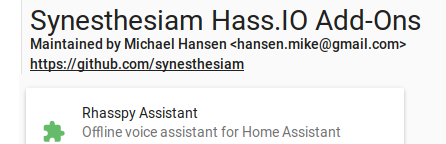 Synesthesiam Hass.IO Add-Ons
Maintained by Michael Hansen <hansen.mike@gmail.com>
https://github.com/synesthesiam
Rhasspy Assistant
Offline voice assistant for Home Assistant